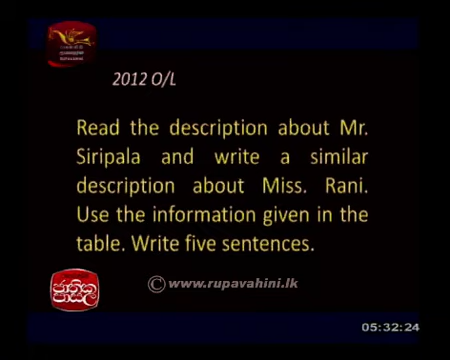 2012 O/L
Read the description about Mr.
Siripala and write a similar
description about Miss. Rani.
Use the information given in the
table. Write five sentences.
ජාතික
පාසල
© www.rupavahini.lk
05:32:24